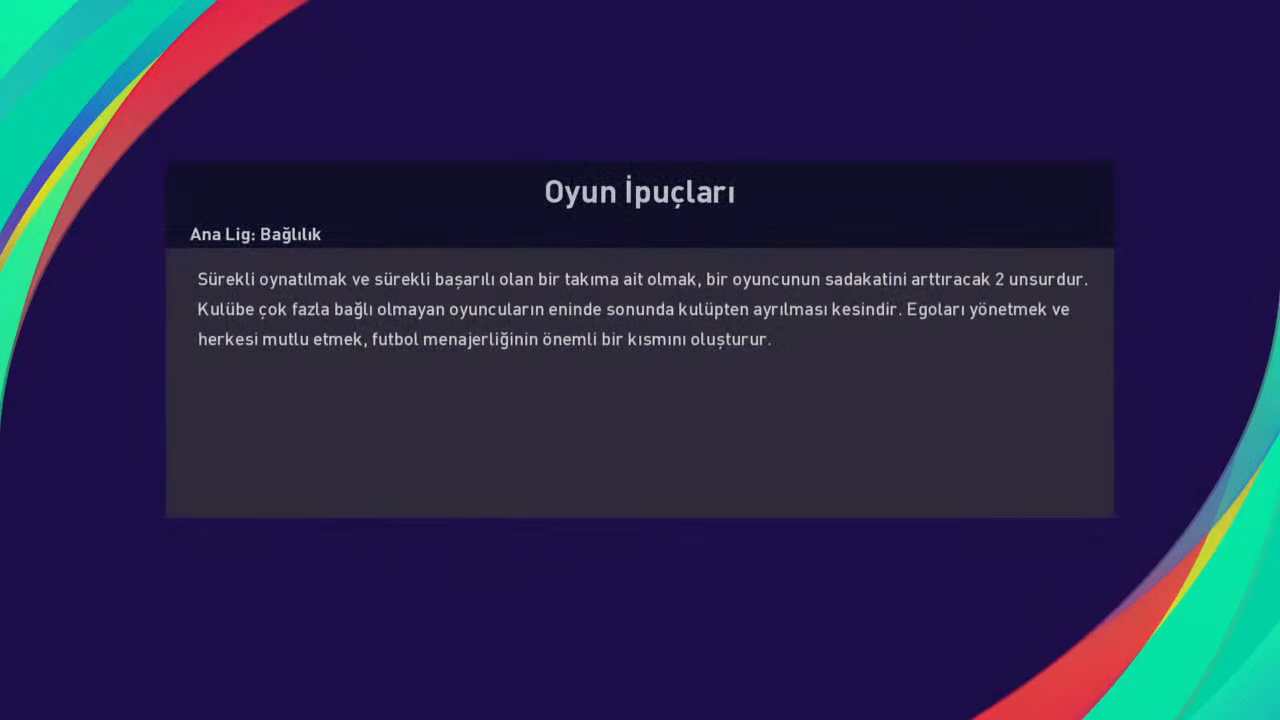 Oyun İpuçları
Ana Lig: Bağlılık
Sürekli oynatılmak ve sürekli başarılı olan bir takıma ait olmak, bir oyuncunun sadakatini arttıracak 2 unsurdur.
Kulübe çok fazla bağlı olmayan oyuncuların eninde sonunda kulüpten ayrılması kesindir. Egoları yönetmek ve
herkesi mutlu etmek, futbol menajerliğinin önemli bir kısmını oluşturur.